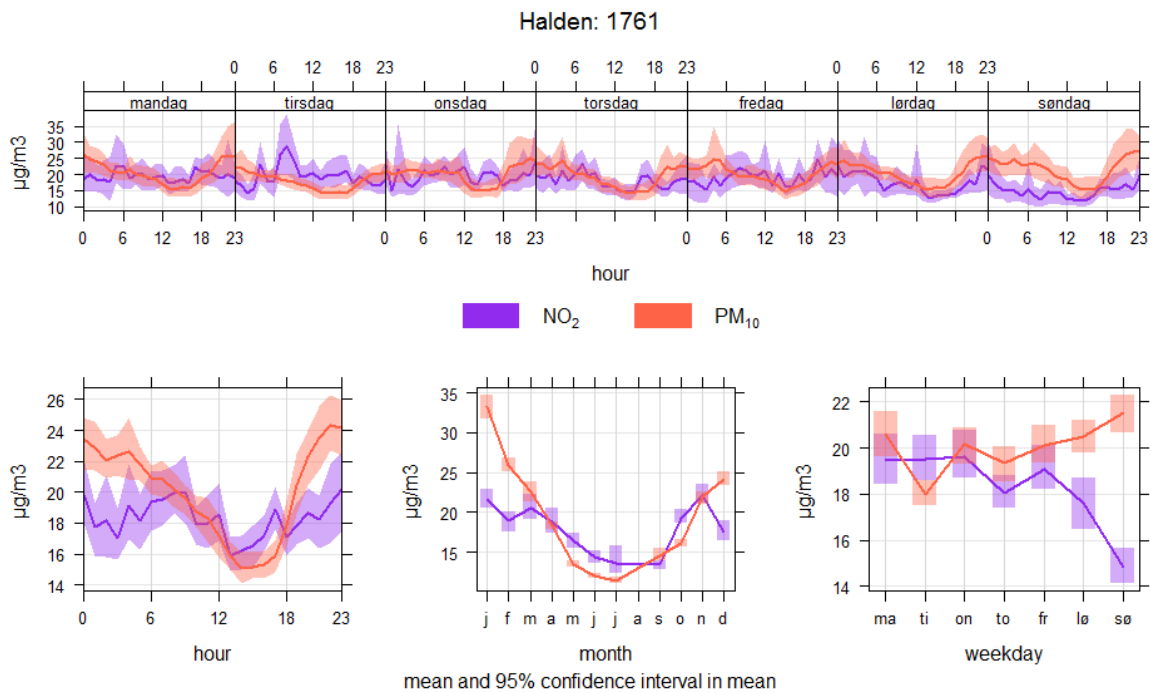 Halden: 1761
0 6 12 18 23 0 6 12 18 23 0 6 12 18 23
mandag tirsdag onsdag torsdag fredag lørdag søndag
µg/m3
35
30
25
20
15
10
0 6 12 18 23 0 6 12 18 23 0 6 12 18 23 0 6 12 18 23
hour
NO₂ PM₁₀
µg/m3
26
24
22
20
18
16
14
0 6 12 18 23
hour
µg/m3
35
30
25
20
15
j f m a m j j a s o n d
month
µg/m3
22
20
18
16
14
ma ti on to fr lø sø
weekday
mean and 95% confidence interval in mean